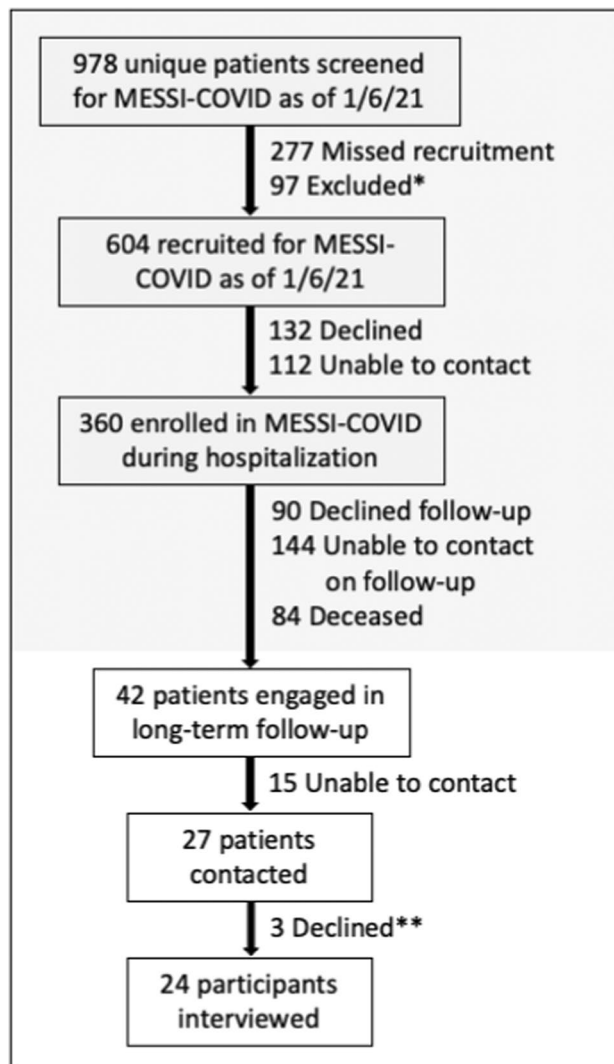 978 unique patients screened
for MESSI-COVID as of 1/6/21
277 Missed recruitment
97 Excluded*
604 recruited for MESSI-
COVID as of 1/6/21
132 Declined
112 Unable to contact
360 enrolled in MESSI-COVID
during hospitalization
90 Declined follow-up
144 Unable to contact
on follow-up
84 Deceased
42 patients engaged in
long-term follow-up
15 Unable to contact
27 patients
contacted
3 Declined**
24 participants
interviewed